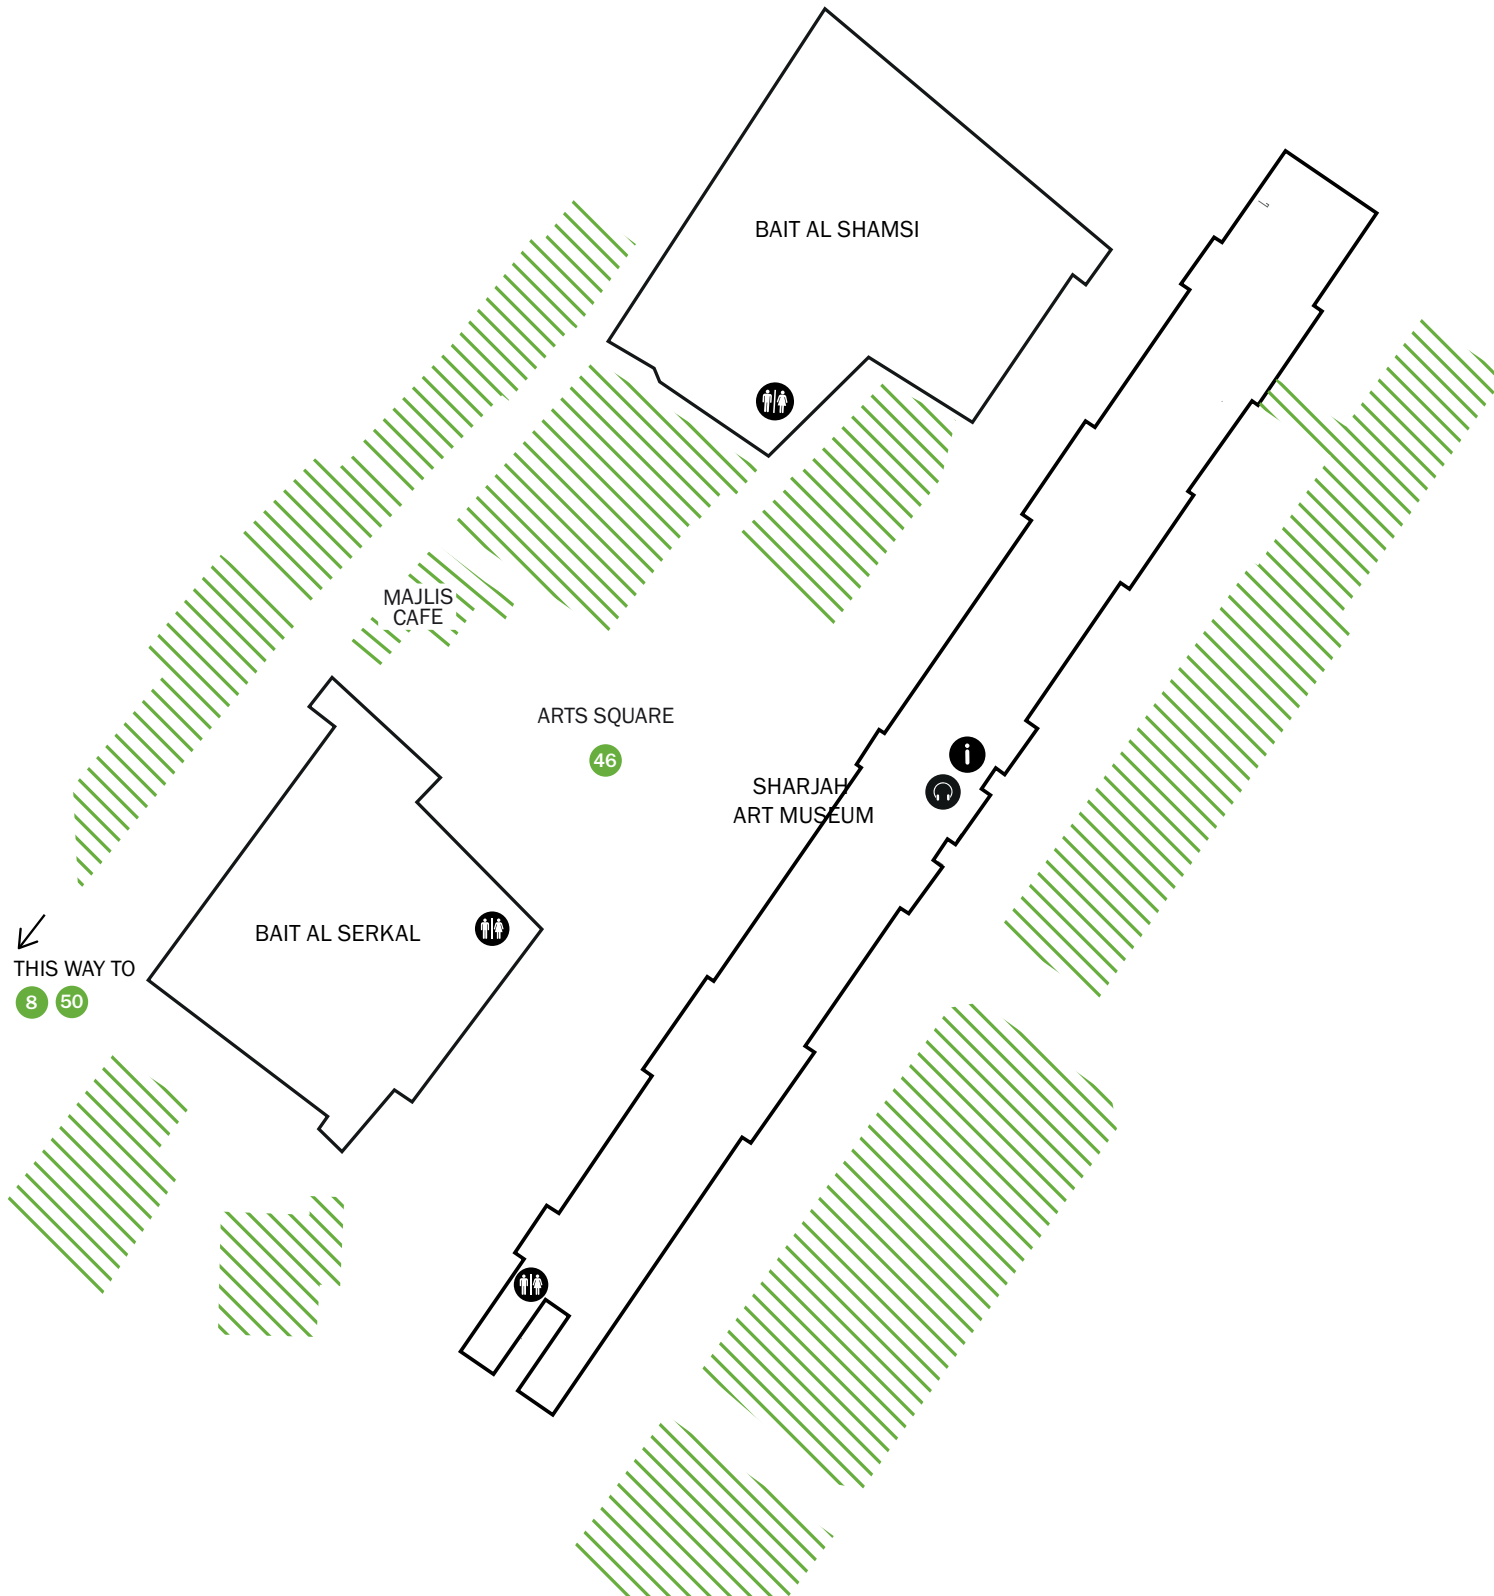 BAIT AL SHAMSI
MAJLIS
CAFE
ARTS SQUARE
46
SHARJAH
ART MUSEUM
BAIT AL SERKAL
THIS WAY TO
8 50